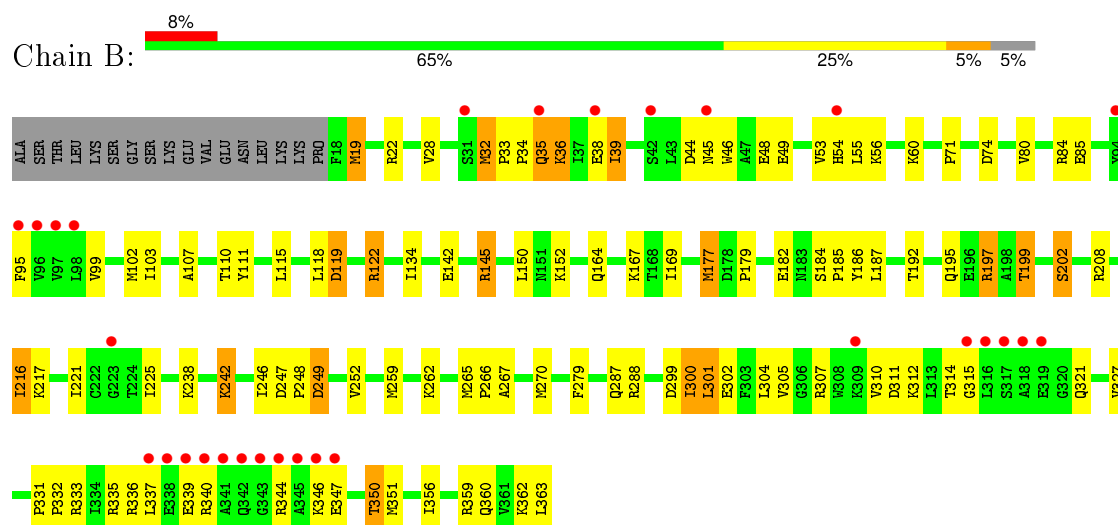 8%
Chain B:
65% 25% 5% 5%
ALA SER THR LEU LYS SER GLY SER LYS GLU VAL GLU ASN LEU LYS LYS PRO F18 M19 R22 V28 S31 M32 P33 P34 Q35 K36 I37 E38 I39 S42 L43 D44 N45 W46 A47 E48 E49 V53 H54 L55 K56 K60 P71 D74 V80 R84 E85 Y94
F95 V96 V97 L98 V99 M102 I103 A107 T110 Y111 L115 L118 D119 R122 I134 E142 R145 L150 N151 K152 Q164 K167 T168 I169 M177 D178 P179 E182 N183 S184 P185 Y186 L187 T192 Q195 E196 R197 A198 T199 S202 R208
I216 K217 I221 C222 G223 T224 I225 K238 K242 I246 D247 P248 D249 V252 M259 K262 M265 P266 A267 M270 F279 Q287 R288 D299 I300 L301 E302 F303 L304 V305 G306 R307 W308 K309 V310 D311 K312 L313 T314 G315 L316 S317 A318 E319 G320 Q321 V327
P331 P332 R333 I334 R335 R336 L337 E338 E339 R340 A341 Q342 G343 R344 A345 K346 E347 T350 M351 I356 R359 Q360 V361 K362 L363